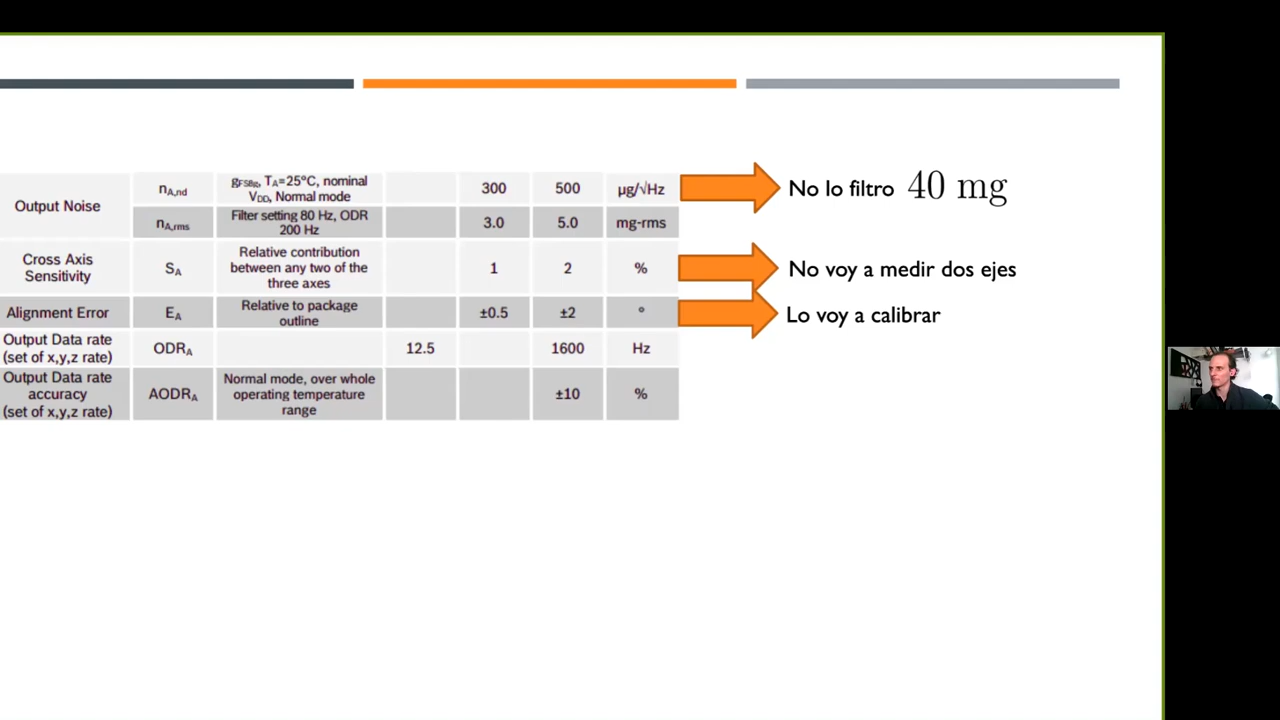 Output Noise
nA,nd
gFSBg, TA=25°C, nominal
VDD, Normal mode
300
500
µg/√Hz
nA,rms
Filter setting 80 Hz, ODR
200 Hz
3.0
5.0
mg-rms
No lo filtro 40 mg
Cross Axis
Sensitivity
SA
Relative contribution
between any two of the
three axes
1
2
%
No voy a medir dos ejes
Alignment Error
EA
Relative to package
outline
±0.5
±2
°
Lo voy a calibrar
Output Data rate
(set of x,y,z rate)
ODRA
12.5
1600
Hz
Output Data rate
accuracy
(set of x,y,z rate)
AODRA
Normal mode, over whole
operating temperature
range
±10
%